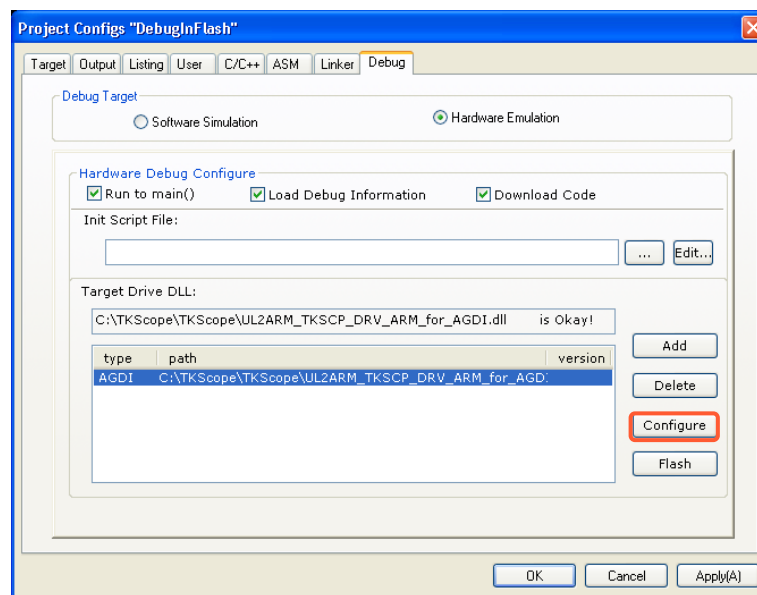 Project Configs "DebugInFlash"
Target Output Listing User C/C++ ASM Linker Debug
Debug Target
Software Simulation Hardware Emulation
Hardware Debug Configure
Run to main() Load Debug Information Download Code
Init Script File:
... Edit...
Target Drive DLL:
C:\TKScope\TKScope\UL2ARM_TKSCP_DRV_ARM_for_AGDI.dll is Okay!
Add
type path version
AGDI C:\TKScope\TKScope\UL2ARM_TKSCP_DRV_ARM_for_AGD
Delete
Configure
Flash
OK Cancel Apply(A)